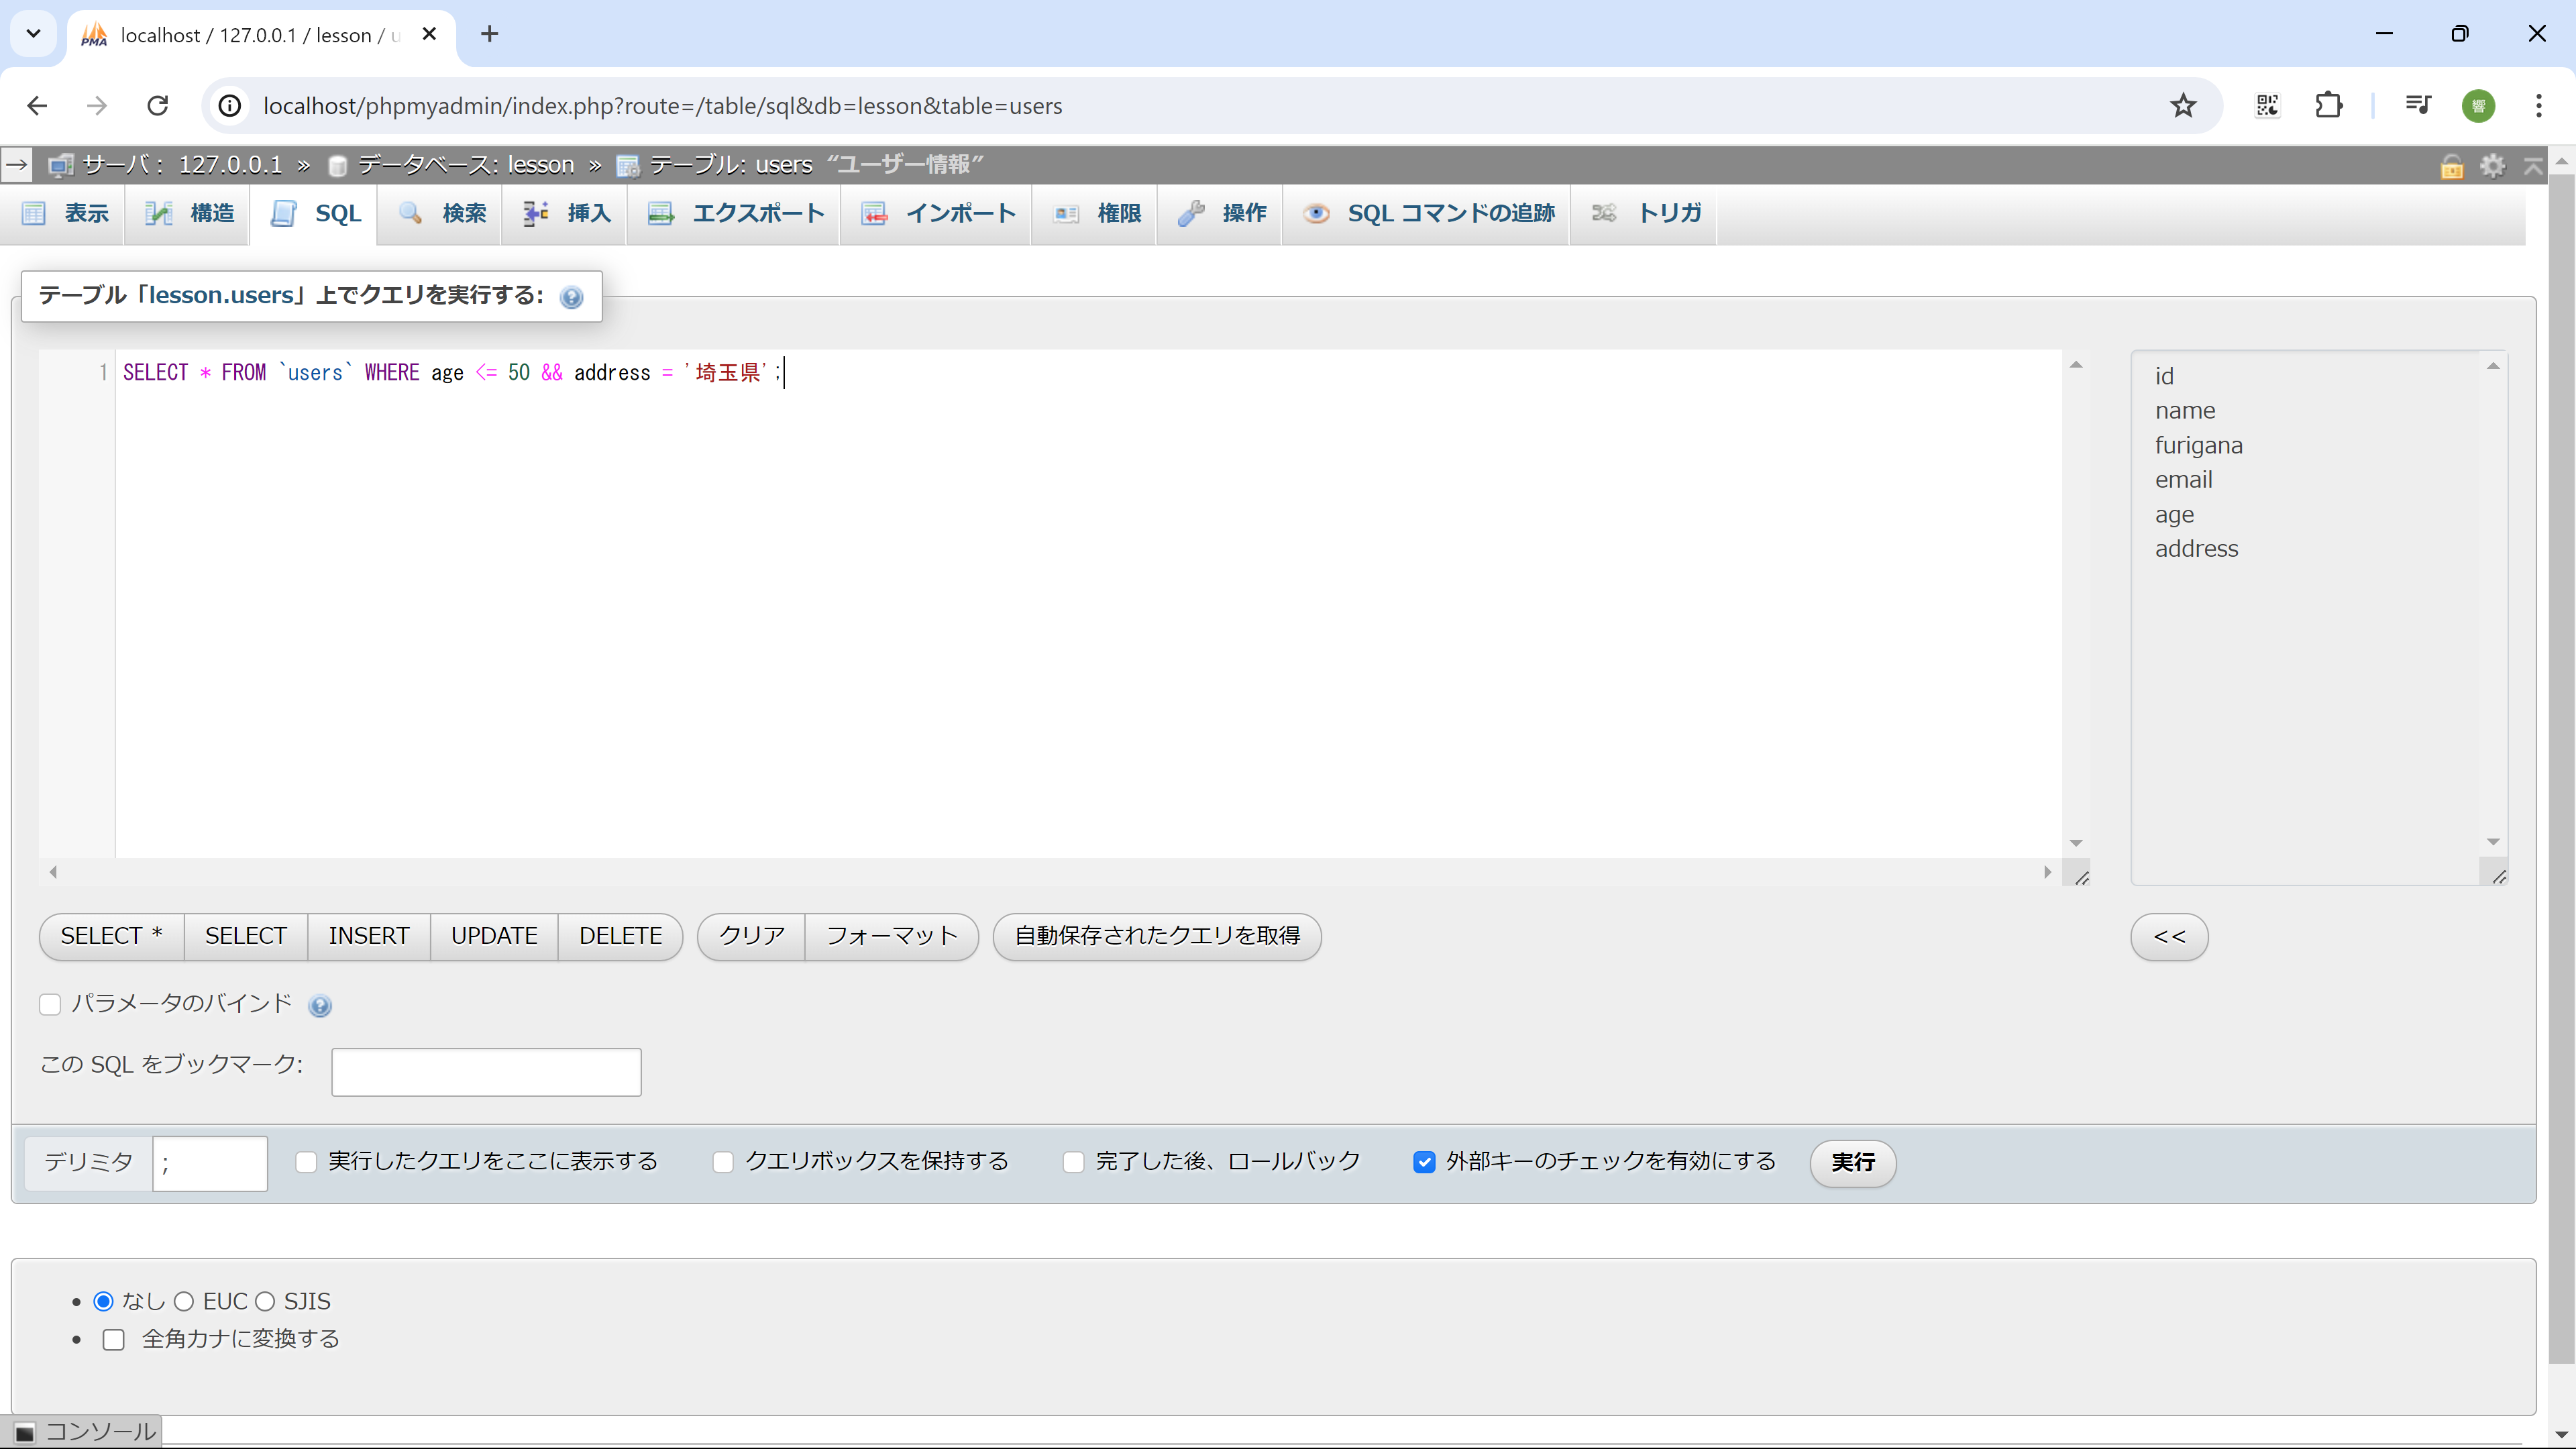 PMA localhost / 127.0.0.1 / lesson /
localhost/phpmyadmin/index.php?route=/table/sql&db=lesson&table=users
響
サーバ: 127.0.0.1 » データベース: lesson » テーブル: users “ユーザー情報”
表示 構造 SQL 検索 挿入 エクスポート インポート 権限 操作 SQL コマンドの追跡 トリガ
テーブル「lesson.users」上でクエリを実行する:
1 SELECT * FROM `users` WHERE age <= 50 && address = '埼玉県';
id
name
furigana
email
age
address
SELECT * SELECT INSERT UPDATE DELETE クリア フォーマット 自動保存されたクエリを取得 <<
パラメータのバインド
この SQL をブックマーク:
デリミタ ; 実行したクエリをここに表示する クエリボックスを保持する 完了した後、ロールバック 外部キーのチェックを有効にする 実行
なし EUC SJIS
全角カナに変換する
コンソール